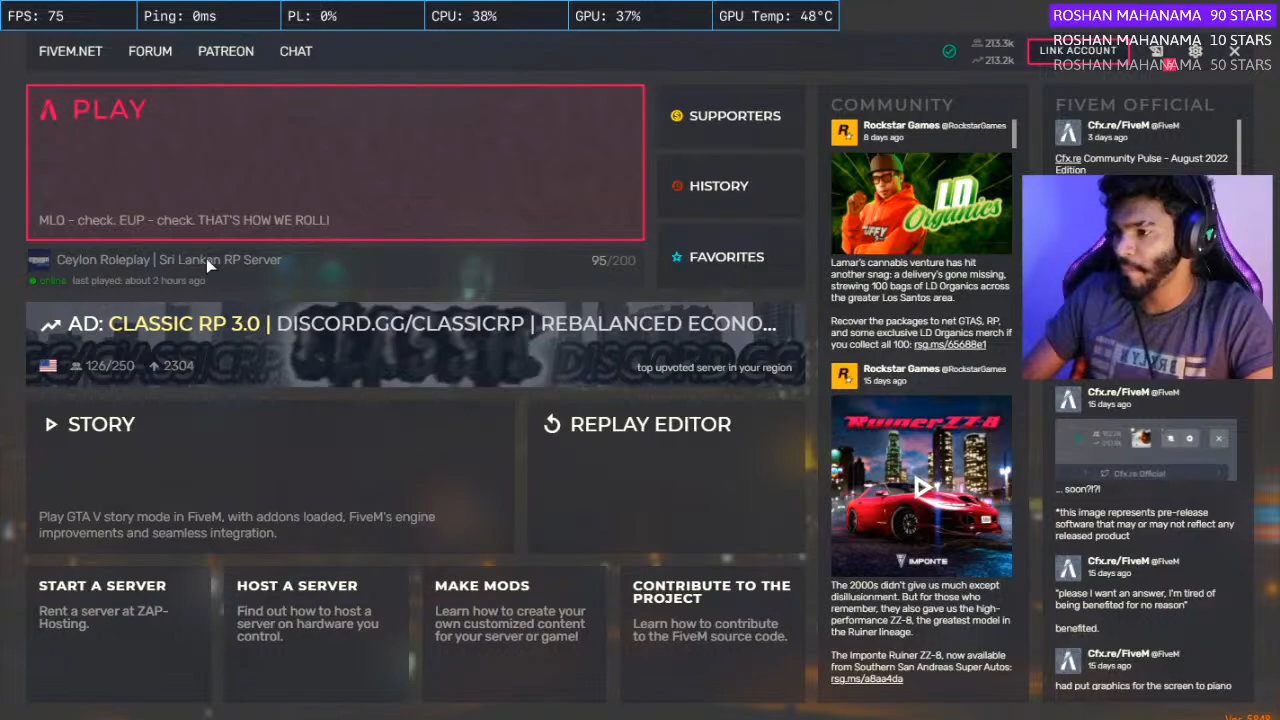 FPS: 75
Ping: 0ms
PL: 0%
CPU: 38%
GPU: 37%
GPU Temp: 48°C
ROSHAN MAHANAMA 90 STARS
ROSHAN MAHANAMA 10 STARS
ROSHAN MAHANAMA 50 STARS
FIVEM.NET
FORUM
PATREON
CHAT
213.3k
213.2k
LINK ACCOUNT
PLAY
MLO - check. EUP - check. THAT'S HOW WE ROLL!
Ceylon Roleplay | Sri Lankan RP Server
95/200
online last played: about 2 hours ago
SUPPORTERS
HISTORY
FAVORITES
AD: CLASSIC RP 3.0 | DISCORD.GG/CLASSICRP | REBALANCED ECONO...
126/250
2304
top upvoted server in your region
STORY
Play GTA V story mode in FiveM, with addons loaded, FiveM's engine
improvements and seamless integration.
REPLAY EDITOR
START A SERVER
Rent a server at ZAP-
Hosting.
HOST A SERVER
Find out how to host a
server on hardware you
control.
MAKE MODS
Learn how to create your
own customized content
for your server or game!
CONTRIBUTE TO THE
PROJECT
Learn how to contribute
to the FiveM source code.
COMMUNITY
Rockstar Games @RockstarGames
8 days ago
LD
Organics
Lamar's cannabis venture has hit
another snag: a delivery's gone missing,
strewing 100 bags of LD Organics across
the greater Los Santos area.
Recover the packages to net GTA$, RP,
and some exclusive LD Organics merch if
you collect all 100: rsg.ms/65688e1
Rockstar Games @RockstarGames
15 days ago
Ruiner ZZ-8
IMPONTE
The 2000s didn't give us much except
disillusionment. But for those who
remember, they also gave us the high-
performance ZZ-8, the greatest model in
the Ruiner lineage.
The Imponte Ruiner ZZ-8, now available
from Southern San Andreas Super Autos:
rsg.ms/a8aa4da
FIVEM OFFICIAL
Cfx.re/FiveM @FiveM
3 days ago
Cfx.re Community Pulse - August 2022
Edition
Cfx.re/FiveM @FiveM
15 days ago
Cfx.re Official
... soon?!?!
*this image represents pre-release
software that may or may not reflect any
released product
Cfx.re/FiveM @FiveM
15 days ago
"please I want an answer, I'm tired of
being benefited for no reason"
benefited.
Cfx.re/FiveM @FiveM
15 days ago
had put graphics for the screen to piano